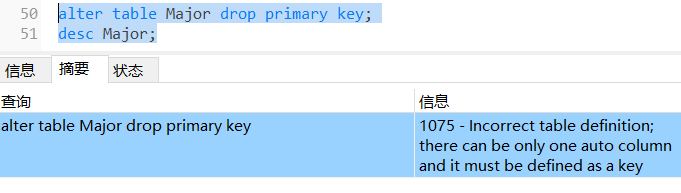 50 alter table Major drop primary key;
51 desc Major;
信息 摘要 状态
查询 信息
alter table Major drop primary key 1075 - Incorrect table definition;
there can be only one auto column
and it must be defined as a key